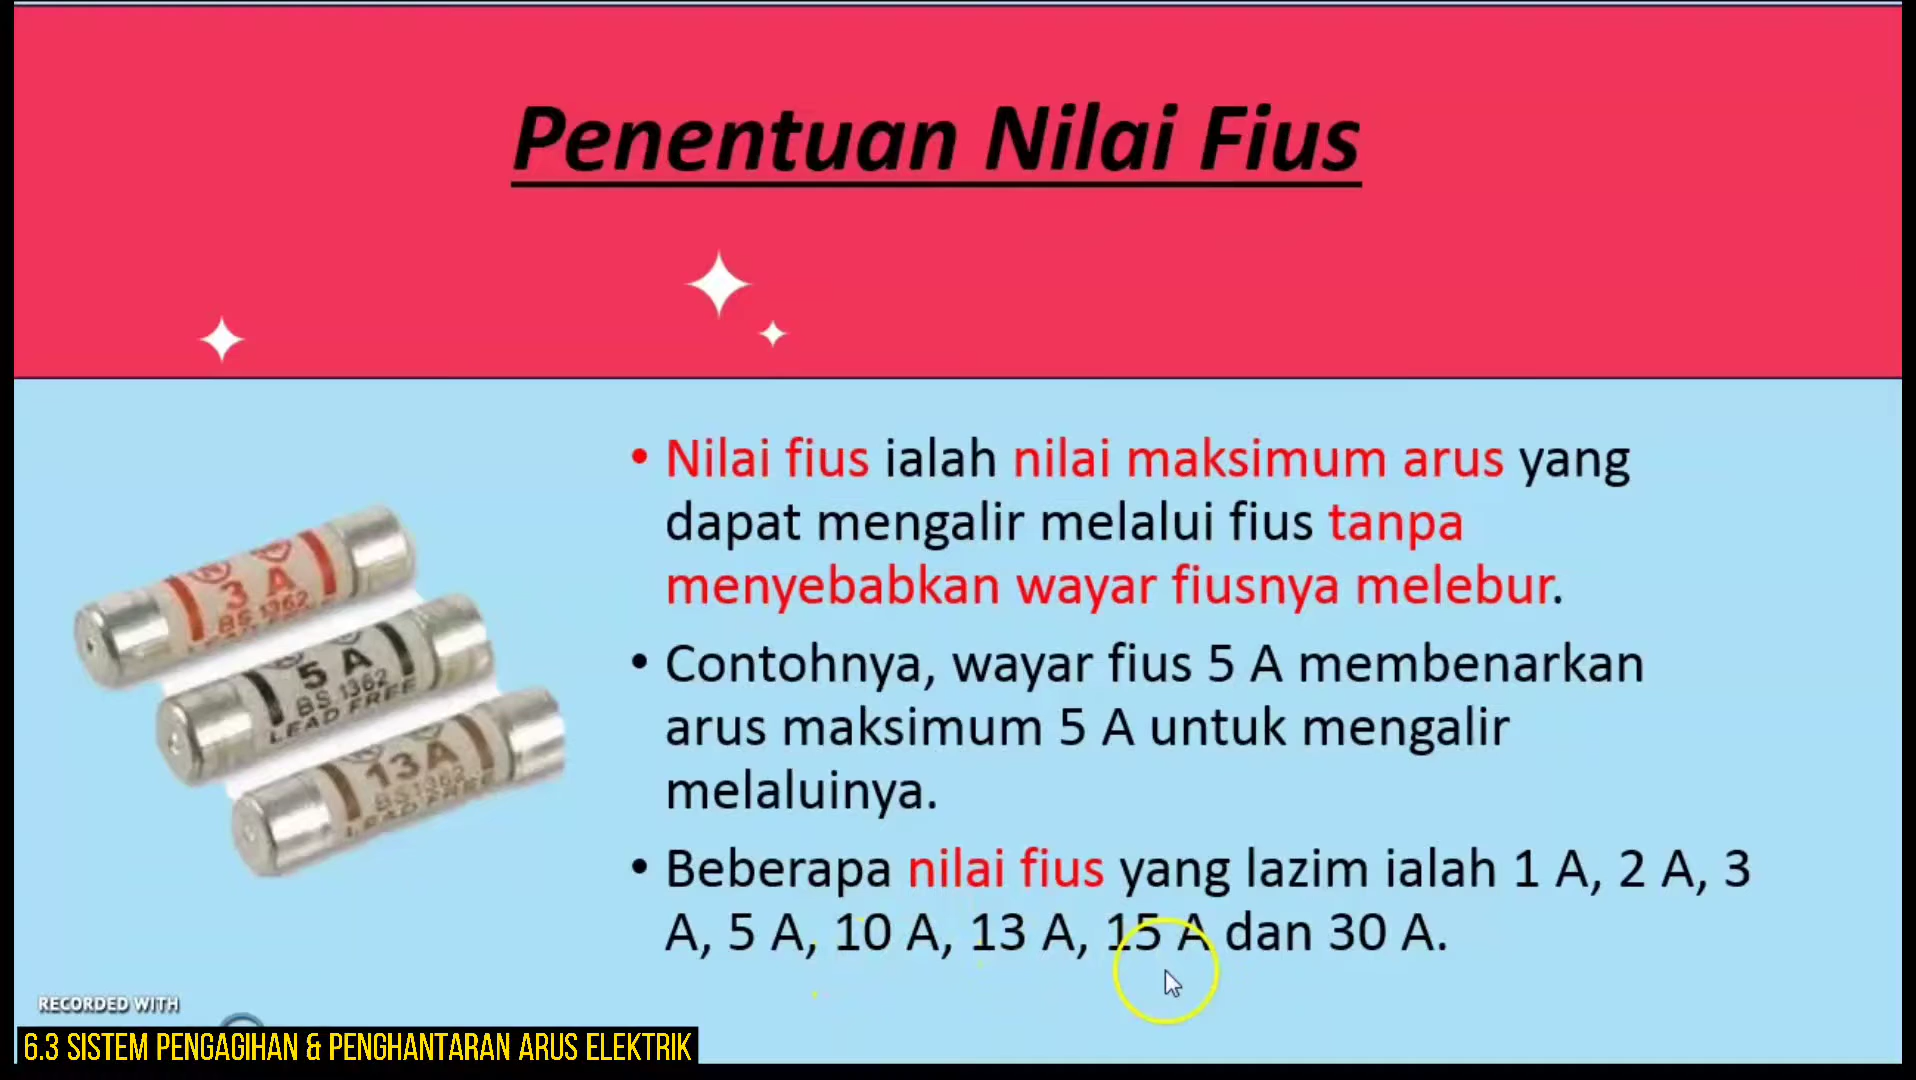 Penentuan Nilai Fius
• Nilai fius ialah nilai maksimum arus yang
dapat mengalir melalui fius tanpa
menyebabkan wayar fiusnya melebur.
• Contohnya, wayar fius 5 A membenarkan
arus maksimum 5 A untuk mengalir
melaluinya.
• Beberapa nilai fius yang lazim ialah 1 A, 2 A, 3
A, 5 A, 10 A, 13 A, 15 A dan 30 A.
3 A
BS 1362
5 A
BS 1362
LEAD FREE
13 A
BS 1362
LEAD FREE
RECORDED WITH
6.3 SISTEM PENGAGIHAN & PENGHANTARAN ARUS ELEKTRIK